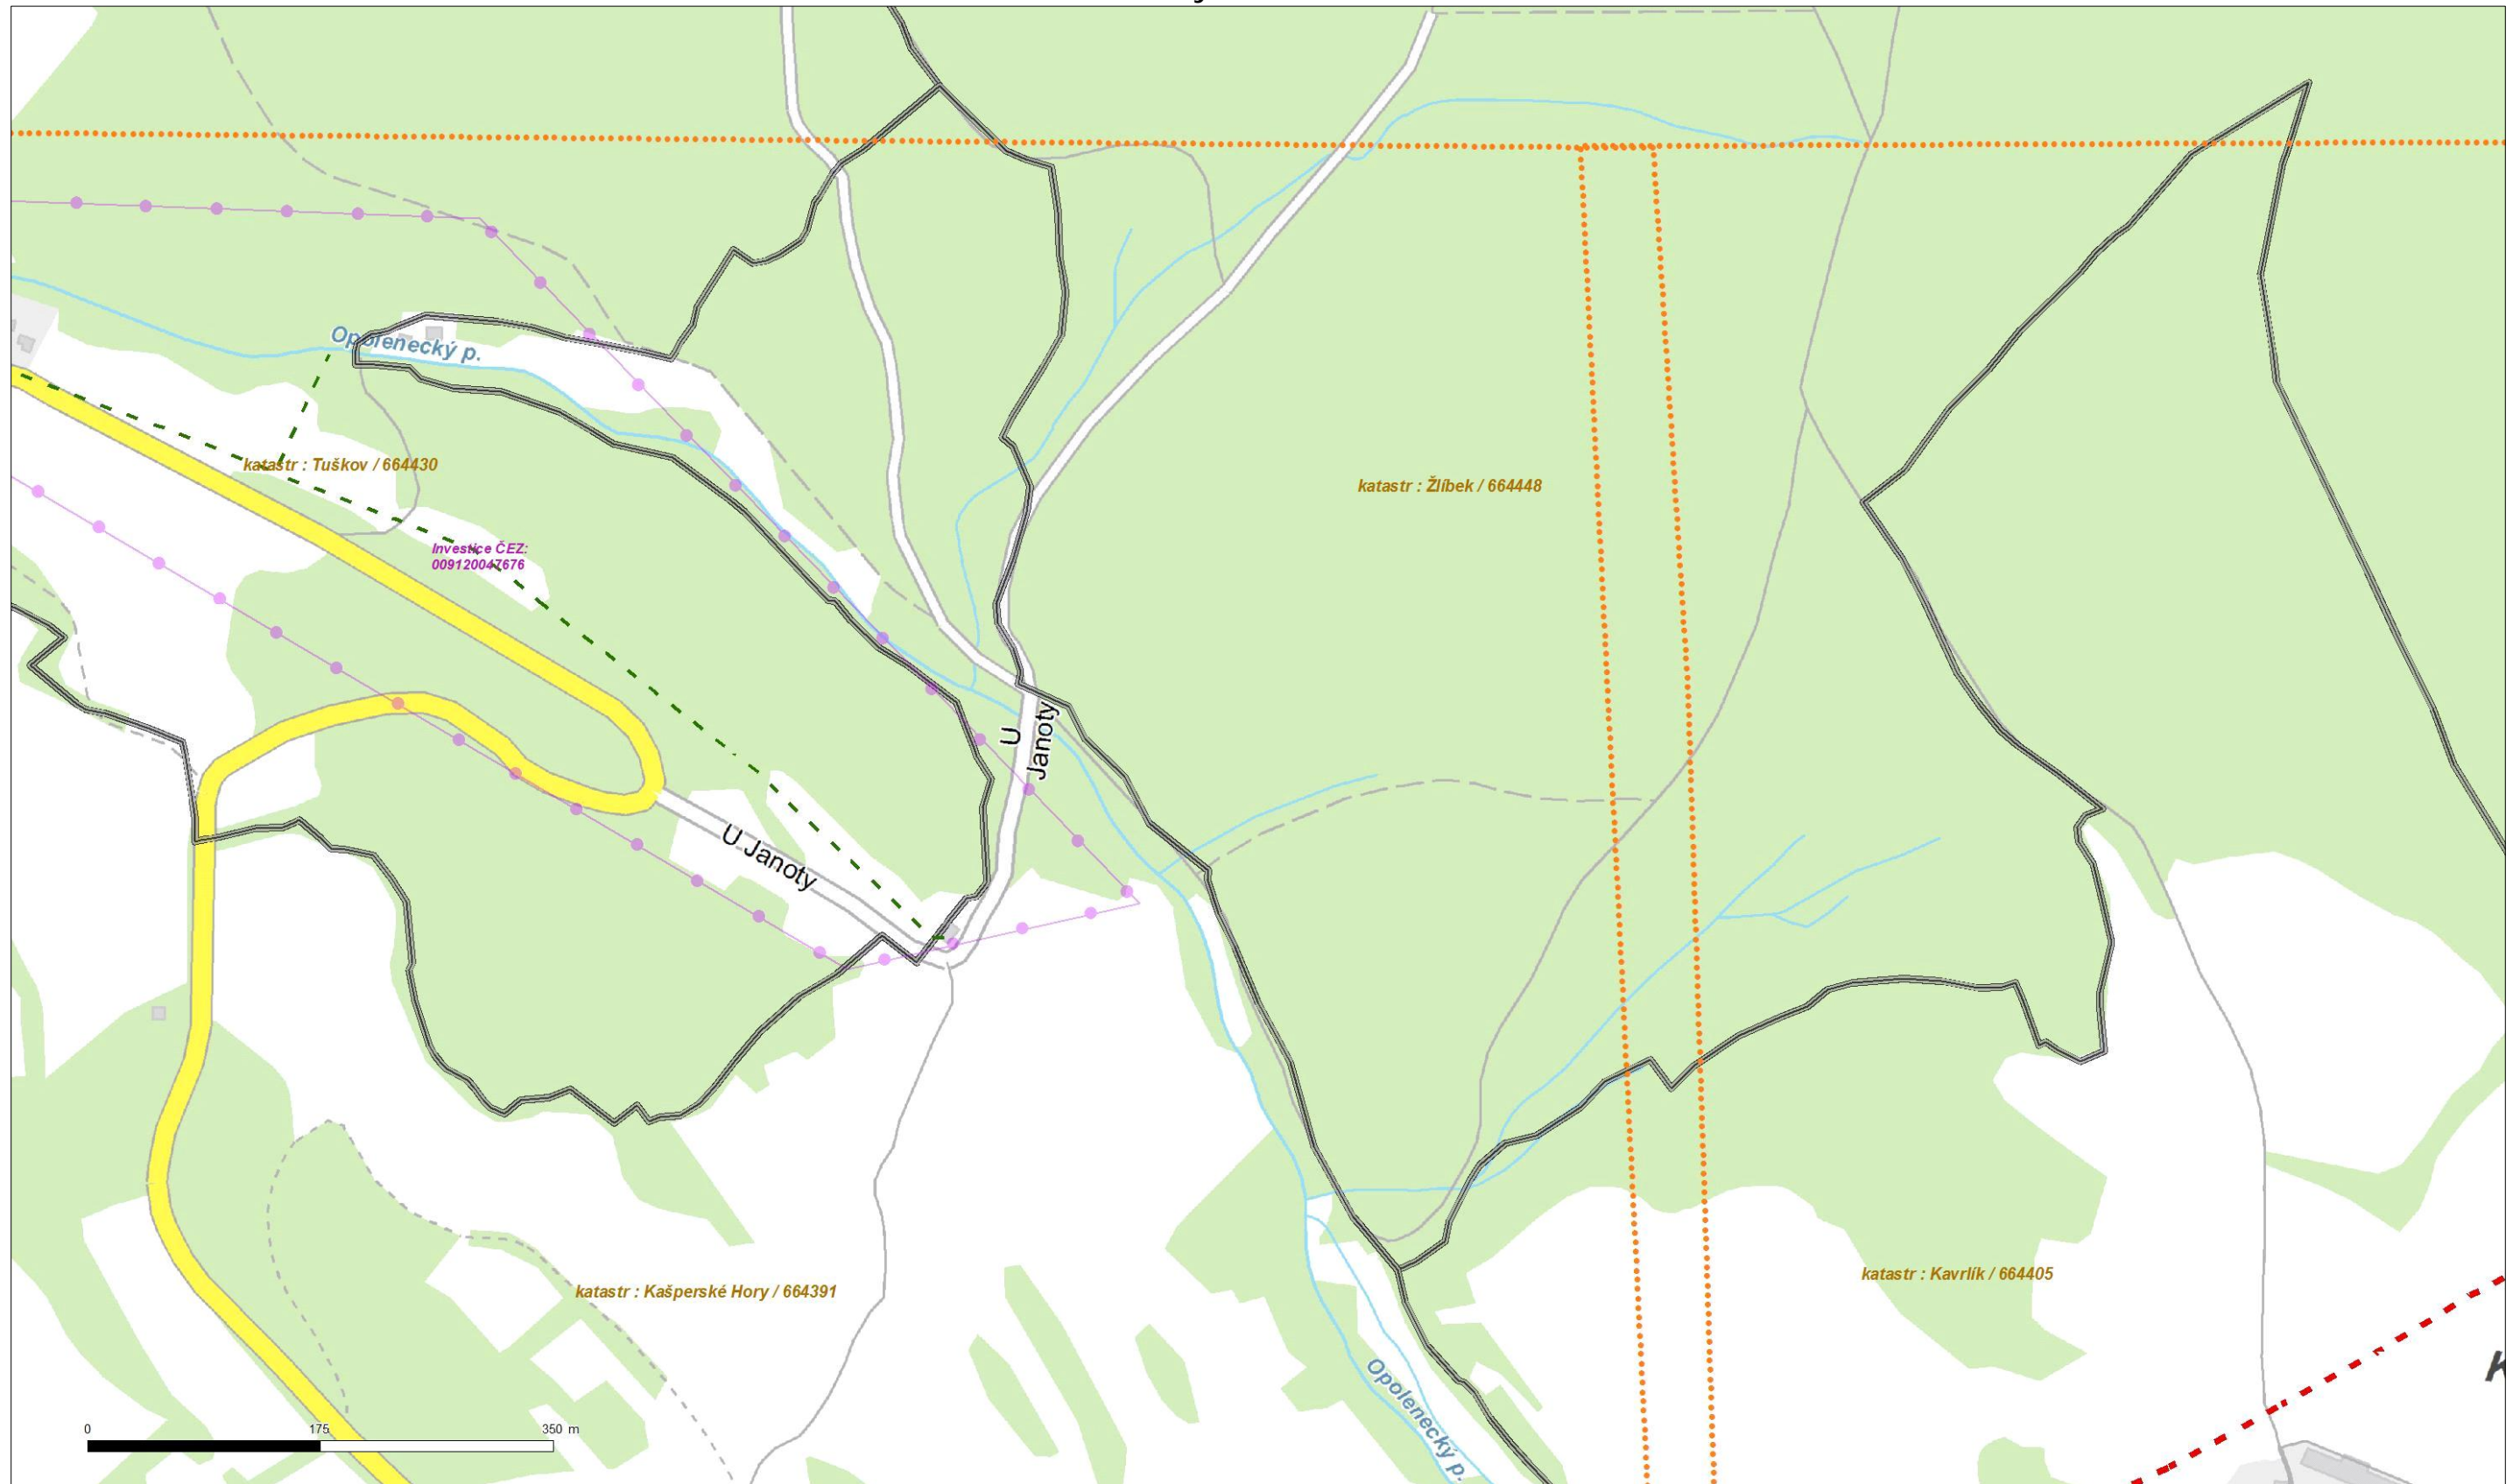 Opolenecký p.
katastr : Tuškov / 664430
katastr : Žlíbek / 664448
Investice ČEZ:
009120047676
U
Janoty
U Janoty
katastr : Kavrlík / 664405
katastr : Kašperské Hory / 664391
Opolenecký p.
0 175 350 m
K